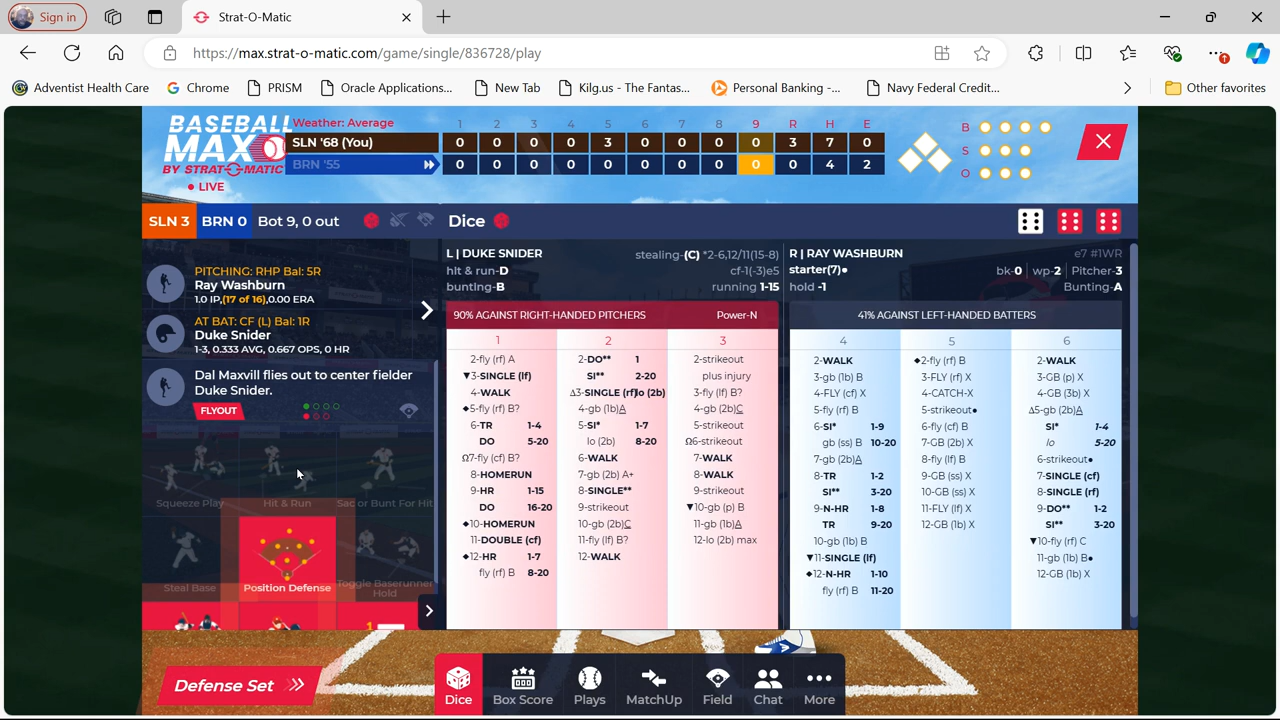 Sign in
Strat-O-Matic
https://max.strat-o-matic.com/game/single/836728/play
Adventist Health Care
Chrome
PRISM
Oracle Applications...
New Tab
Kilg.us - The Fantas...
Personal Banking -...
Navy Federal Credit...
Other favorites
BASEBALL MAX
BY STRAT-O-MATIC
LIVE
Weather: Average
1 2 3 4 5 6 7 8 9 R H E
SLN '68 (You) 0 0 0 0 3 0 0 0 0 3 7 0
BRN '55 0 0 0 0 0 0 0 0 0 0 4 2
B
S
O
SLN 3 BRN 0 Bot 9, 0 out
Dice
PITCHING: RHP Bal: 5R
Ray Washburn
1.0 IP,(17 of 16),0.00 ERA
AT BAT: CF (L) Bal: 1R
Duke Snider
1-3, 0.333 AVG, 0.667 OPS, 0 HR
Dal Maxvill flies out to center fielder
Duke Snider.
FLYOUT
Squeeze Play
Hit & Run
Sac or Bunt For Hit
Steal Base
Position Defense
Toggle Baserunner
Hold
Defense Set
L | DUKE SNIDER
stealing-(C) *2-6,12/11(15-8)
hit & run-D
cf-1(-3)e5
bunting-B
running 1-15
90% AGAINST RIGHT-HANDED PITCHERS
Power-N
1
2-fly (rf) A
▼3-SINGLE (lf)
4-WALK
◆5-fly (rf) B?
6-TR 1-4
DO 5-20
Ω7-fly (cf) B?
8-HOMERUN
9-HR 1-15
DO 16-20
◆10-HOMERUN
11-DOUBLE (cf)
◆12-HR 1-7
fly (rf) B 8-20
2
2-DO** 1
SI** 2-20
Δ3-SINGLE (rf)lo (2b)
4-gb (1b)A
5-SI* 1-7
lo (2b) 8-20
6-WALK
7-gb (2b) A+
8-SINGLE**
9-strikeout
10-gb (2b)C
11-fly (lf) B?
12-WALK
3
2-strikeout
plus injury
3-fly (lf) B?
4-gb (2b)C
5-strikeout
Ω6-strikeout
7-WALK
8-WALK
9-strikeout
▼10-gb (p) B
11-gb (1b)A
12-lo (2b) max
R | RAY WASHBURN
e7 #1WR
starter(7)●
bk-0 wp-2 Pitcher-3
hold -1
Bunting-A
41% AGAINST LEFT-HANDED BATTERS
4
2-WALK
3-gb (1b) B
4-FLY (cf) X
5-fly (rf) B
6-SI* 1-9
gb (ss) B 10-20
7-gb (2b)A
8-TR 1-2
SI** 3-20
9-N-HR 1-8
TR 9-20
10-gb (1b) B
▼11-SINGLE (lf)
◆12-N-HR 1-10
fly (rf) B 11-20
5
◆2-fly (rf) B
3-FLY (rf) X
4-CATCH-X
5-strikeout●
6-fly (cf) B
7-GB (2b) X
8-fly (lf) B
9-GB (ss) X
10-GB (ss) X
11-FLY (lf) X
12-GB (1b) X
6
2-WALK
3-GB (p) X
4-GB (3b) X
Δ5-gb (2b)A
SI* 1-4
lo 5-20
6-strikeout●
7-SINGLE (cf)
8-SINGLE (rf)
9-DO** 1-2
SI** 3-20
▼10-fly (rf) C
11-gb (1b) B●
12-GB (1b) X
Dice
Box Score
Plays
MatchUp
Field
Chat
More